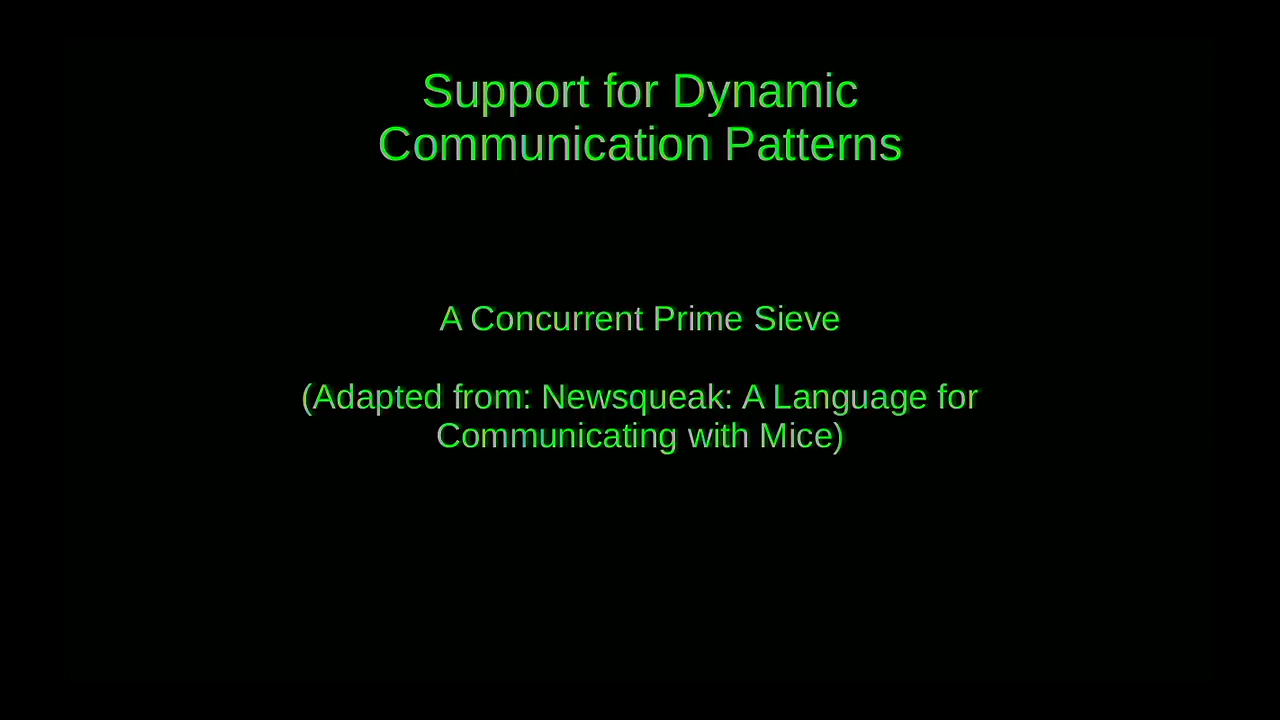 Support for Dynamic
Communication Patterns
A Concurrent Prime Sieve
(Adapted from: Newsqueak: A Language for
Communicating with Mice)